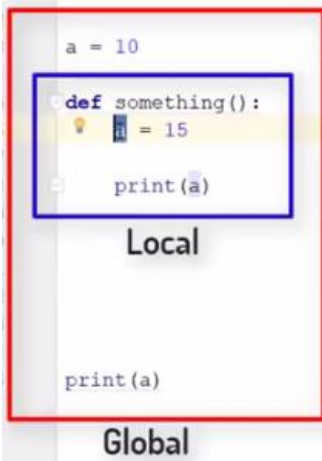 a = 10
def something():
a = 15
print(a)
Local
print(a)
Global